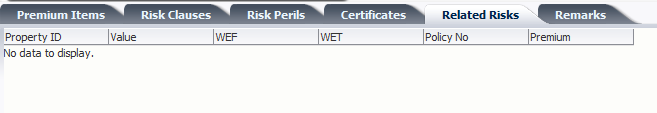 Premium Items Risk Clauses Risk Perils Certificates Related Risks Remarks
Property ID Value WEF WET Policy No Premium
No data to display.